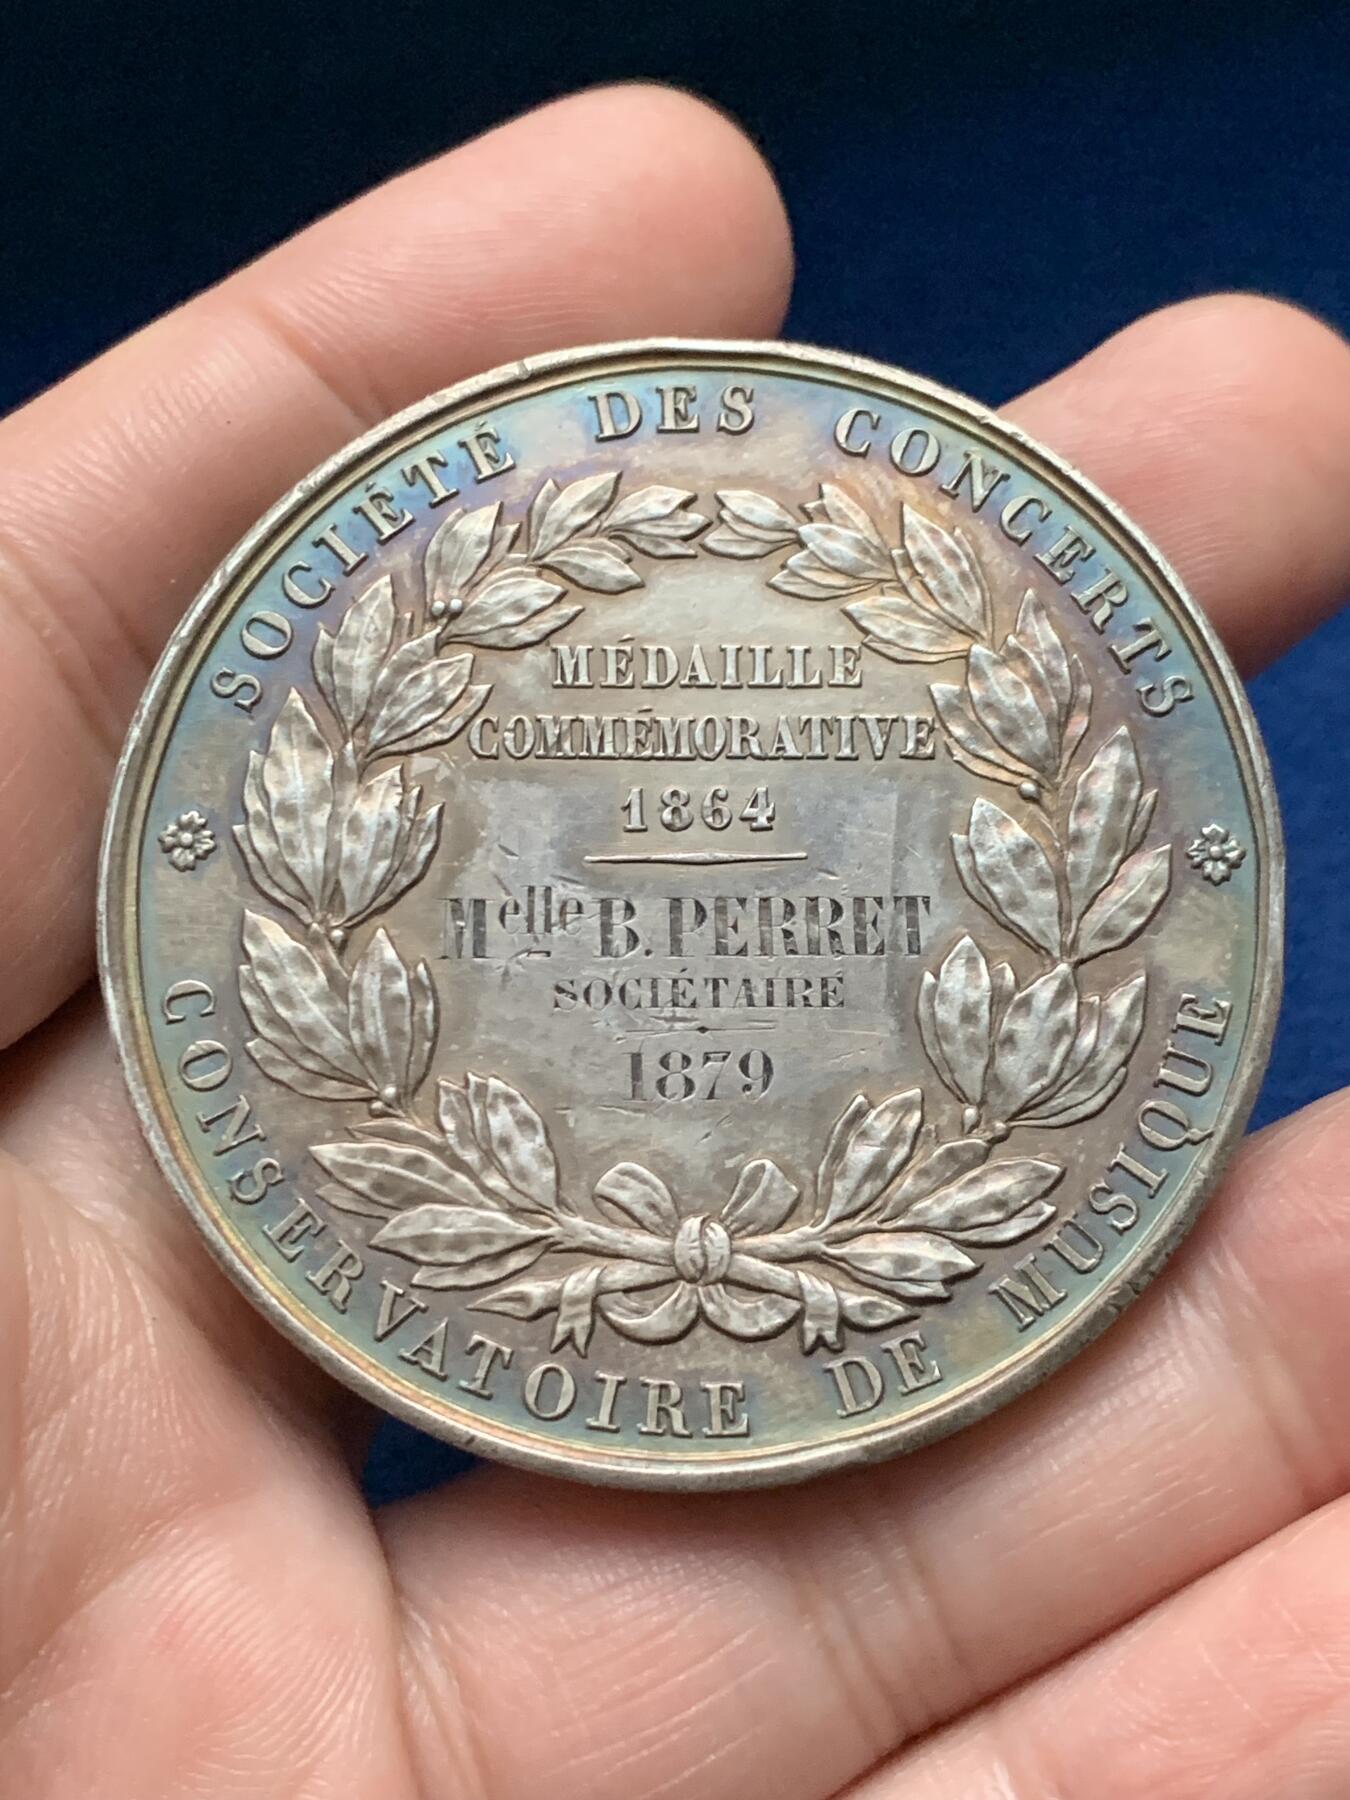 SOCIÉTÉ DES CONCERTS
MÉDAILLE
COMMÉMORATIVE
1864
Melle B. PERRET
SOCIÉTAIRE
1879
CONSERVATOIRE DE MUSIQUE